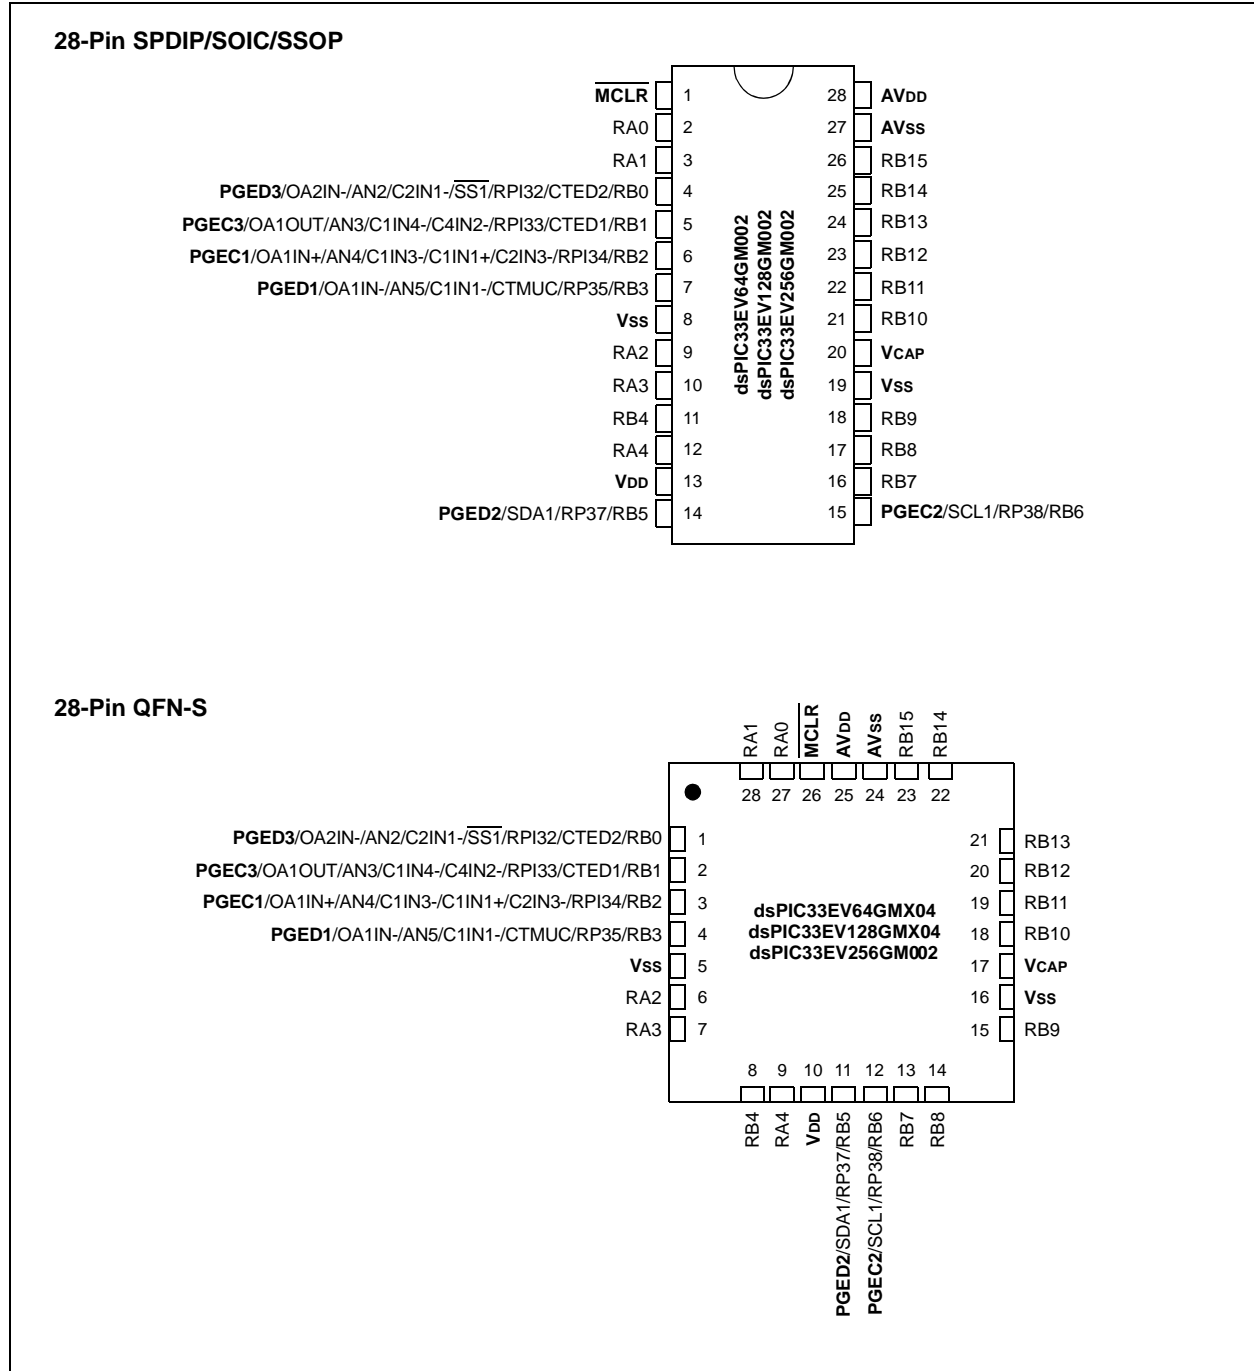 28-Pin SPDIP/SOIC/SSOP
MCLR 1 28 AVDD
RA0 2 27 AVSS
RA1 3 26 RB15
PGED3/OA2IN-/AN2/C2IN1-/SS1/RPI32/CTED2/RB0 4 25 RB14
PGEC3/OA1OUT/AN3/C1IN4-/C4IN2-/RPI33/CTED1/RB1 5 24 RB13
PGEC1/OA1IN+/AN4/C1IN3-/C1IN1+/C2IN3-/RPI34/RB2 6 23 RB12
PGED1/OA1IN-/AN5/C1IN1-/CTMUC/RP35/RB3 7 22 RB11
VSS 8 21 RB10
RA2 9 20 VCAP
RA3 10 19 VSS
RB4 11 18 RB9
RA4 12 17 RB8
VDD 13 16 RB7
PGED2/SDA1/RP37/RB5 14 15 PGEC2/SCL1/RP38/RB6
dsPIC33EV64GM002
dsPIC33EV128GM002
dsPIC33EV256GM002
28-Pin QFN-S
RA1 RA0 MCLR AVDD AVSS RB15 RB14
28 27 26 25 24 23 22
PGED3/OA2IN-/AN2/C2IN1-/SS1/RPI32/CTED2/RB0 1 21 RB13
PGEC3/OA1OUT/AN3/C1IN4-/C4IN2-/RPI33/CTED1/RB1 2 20 RB12
PGEC1/OA1IN+/AN4/C1IN3-/C1IN1+/C2IN3-/RPI34/RB2 3 19 RB11
PGED1/OA1IN-/AN5/C1IN1-/CTMUC/RP35/RB3 4 18 RB10
VSS 5 17 VCAP
RA2 6 16 VSS
RA3 7 15 RB9
dsPIC33EV64GMX04
dsPIC33EV128GMX04
dsPIC33EV256GM002
8 9 10 11 12 13 14
RB4 RA4 VDD PGED2/SDA1/RP37/RB5 PGEC2/SCL1/RP38/RB6 RB7 RB8